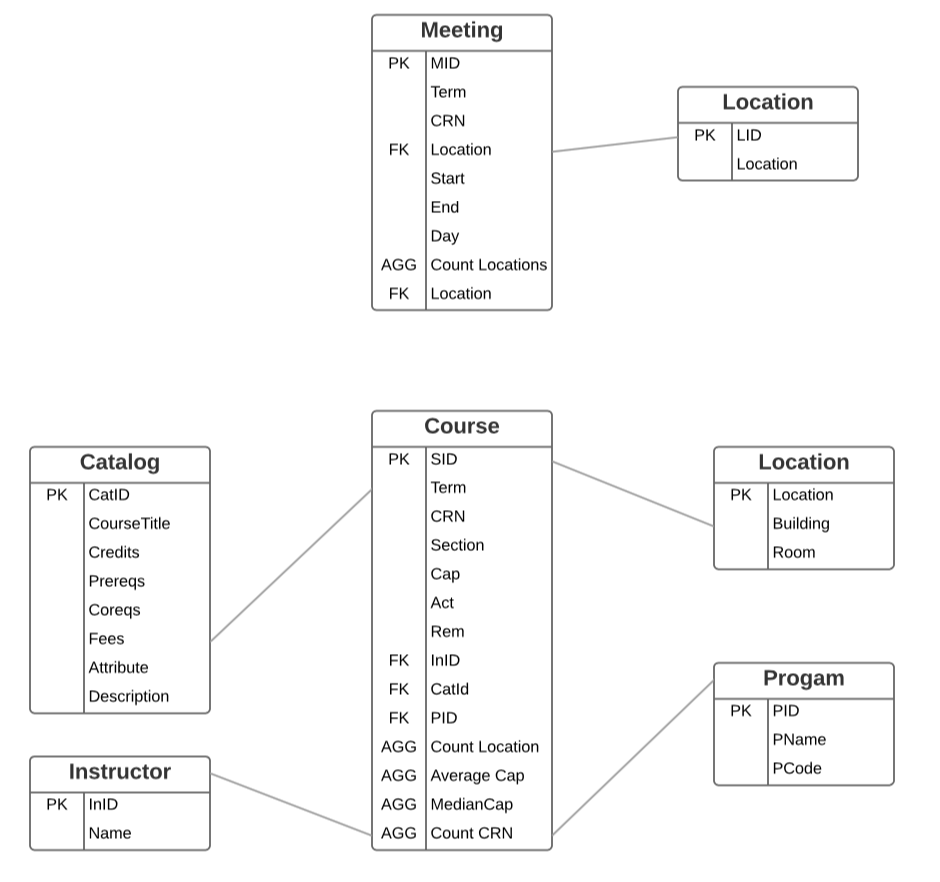 Meeting
PK MID
Term
CRN
FK Location
Start
End
Day
AGG Count Locations
FK Location
Location
PK LID
Location
Catalog
PK CatID
CourseTitle
Credits
Prereqs
Coreqs
Fees
Attribute
Description
Instructor
PK InID
Name
Course
PK SID
Term
CRN
Section
Cap
Act
Rem
FK InID
FK CatId
FK PID
AGG Count Location
AGG Average Cap
AGG MedianCap
AGG Count CRN
Location
PK Location
Building
Room
Progam
PK PID
PName
PCode